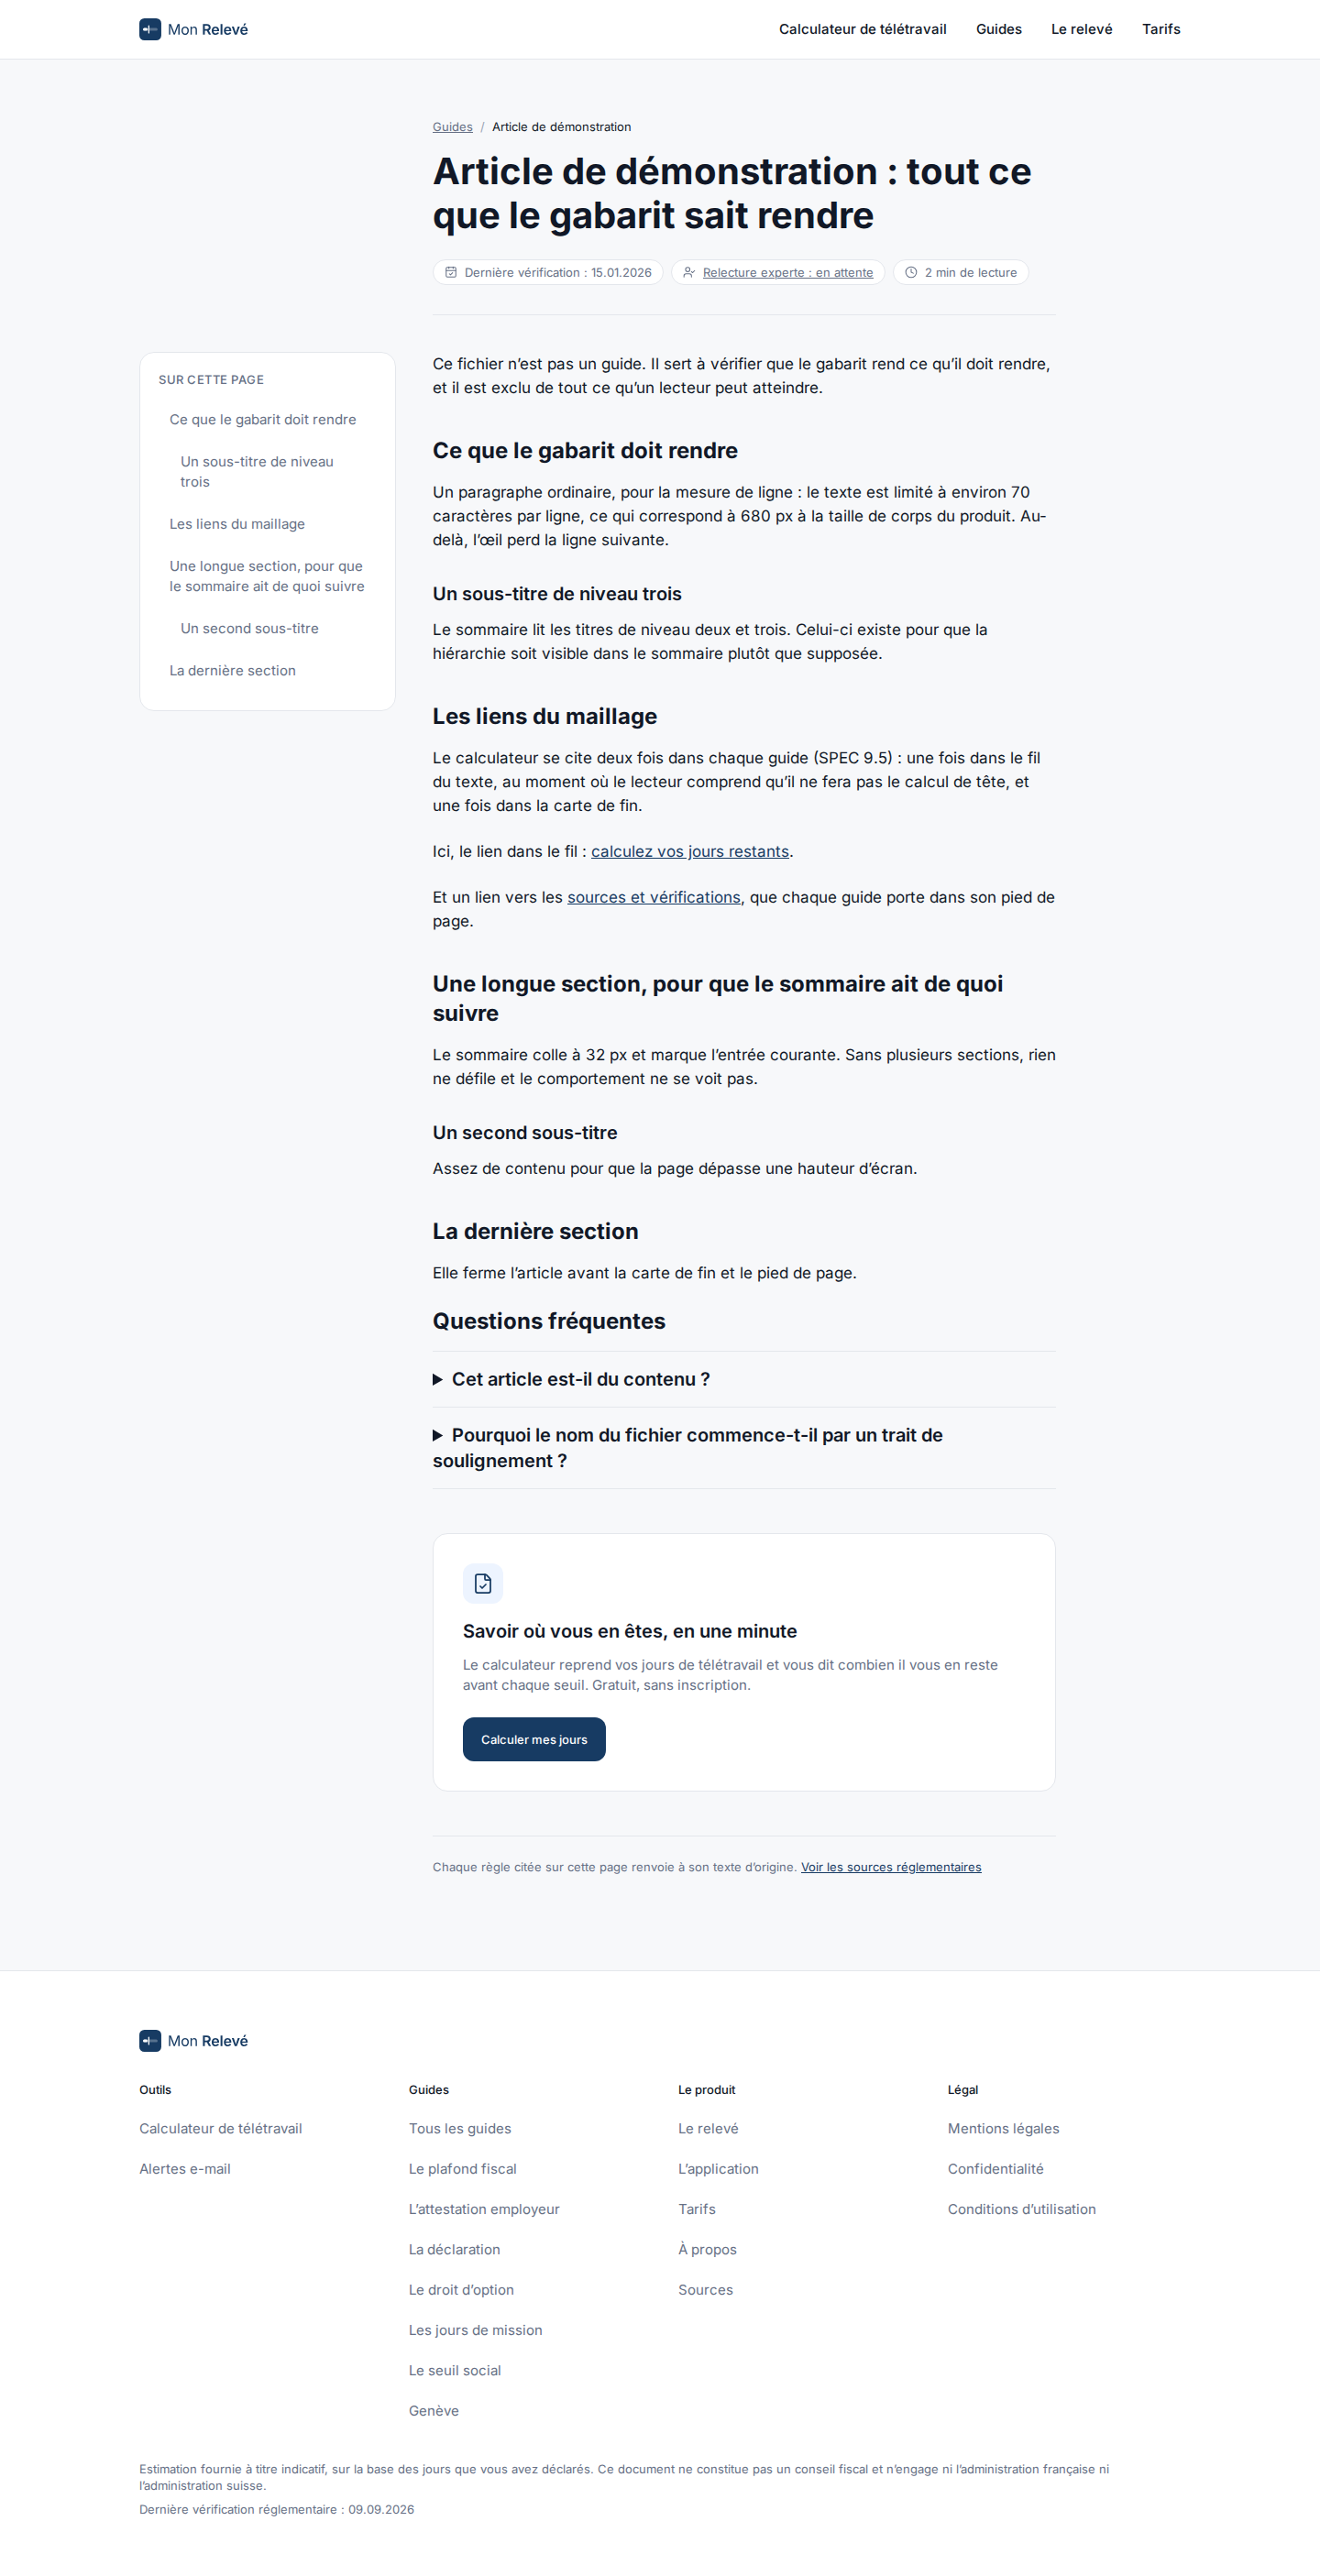 Mon Relevé
Calculateur de télétravail
Guides
Le relevé
Tarifs
Guides / Article de démonstration
Article de démonstration : tout ce
que le gabarit sait rendre
Dernière vérification : 15.01.2026
Relecture experte : en attente
2 min de lecture
SUR CETTE PAGE
Ce que le gabarit doit rendre
Un sous-titre de niveau
trois
Les liens du maillage
Une longue section, pour que
le sommaire ait de quoi suivre
Un second sous-titre
La dernière section
Ce fichier n’est pas un guide. Il sert à vérifier que le gabarit rend ce qu’il doit rendre,
et il est exclu de tout ce qu’un lecteur peut atteindre.
Ce que le gabarit doit rendre
Un paragraphe ordinaire, pour la mesure de ligne : le texte est limité à environ 70
caractères par ligne, ce qui correspond à 680 px à la taille de corps du produit. Au-
delà, l’œil perd la ligne suivante.
Un sous-titre de niveau trois
Le sommaire lit les titres de niveau deux et trois. Celui-ci existe pour que la
hiérarchie soit visible dans le sommaire plutôt que supposée.
Les liens du maillage
Le calculateur se cite deux fois dans chaque guide (SPEC 9.5) : une fois dans le fil
du texte, au moment où le lecteur comprend qu’il ne fera pas le calcul de tête, et
une fois dans la carte de fin.
Ici, le lien dans le fil : calculez vos jours restants.
Et un lien vers les sources et vérifications, que chaque guide porte dans son pied de
page.
Une longue section, pour que le sommaire ait de quoi
suivre
Le sommaire colle à 32 px et marque l’entrée courante. Sans plusieurs sections, rien
ne défile et le comportement ne se voit pas.
Un second sous-titre
Assez de contenu pour que la page dépasse une hauteur d’écran.
La dernière section
Elle ferme l’article avant la carte de fin et le pied de page.
Questions fréquentes
Cet article est-il du contenu ?
Pourquoi le nom du fichier commence-t-il par un trait de
soulignement ?
Savoir où vous en êtes, en une minute
Le calculateur reprend vos jours de télétravail et vous dit combien il vous en reste
avant chaque seuil. Gratuit, sans inscription.
Calculer mes jours
Chaque règle citée sur cette page renvoie à son texte d’origine. Voir les sources réglementaires
Mon Relevé
Outils
Calculateur de télétravail
Alertes e-mail
Guides
Tous les guides
Le plafond fiscal
L’attestation employeur
La déclaration
Le droit d’option
Les jours de mission
Le seuil social
Genève
Le produit
Le relevé
L’application
Tarifs
À propos
Sources
Légal
Mentions légales
Confidentialité
Conditions d’utilisation
Estimation fournie à titre indicatif, sur la base des jours que vous avez déclarés. Ce document ne constitue pas un conseil fiscal et n’engage ni l’administration française ni
l’administration suisse.
Dernière vérification réglementaire : 09.09.2026